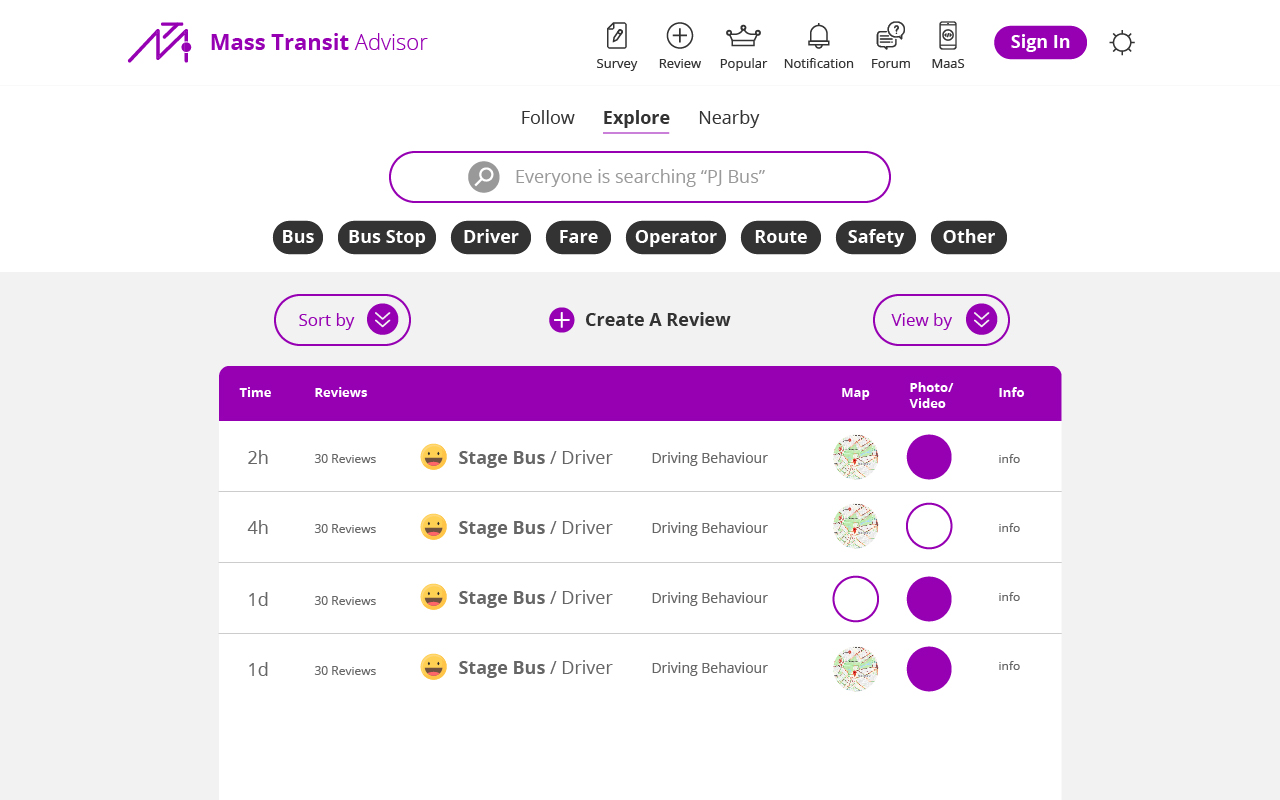 Mass Transit Advisor
Survey
Review
Popular
Notification
Forum
MaaS
Sign In
Follow
Explore
Nearby
Everyone is searching “PJ Bus”
Bus
Bus Stop
Driver
Fare
Operator
Route
Safety
Other
Sort by
Create A Review
View by
Time
Reviews
Map
Photo/
Video
Info
2h
30 Reviews
Stage Bus / Driver
Driving Behaviour
info
4h
30 Reviews
Stage Bus / Driver
Driving Behaviour
info
1d
30 Reviews
Stage Bus / Driver
Driving Behaviour
info
1d
30 Reviews
Stage Bus / Driver
Driving Behaviour
info